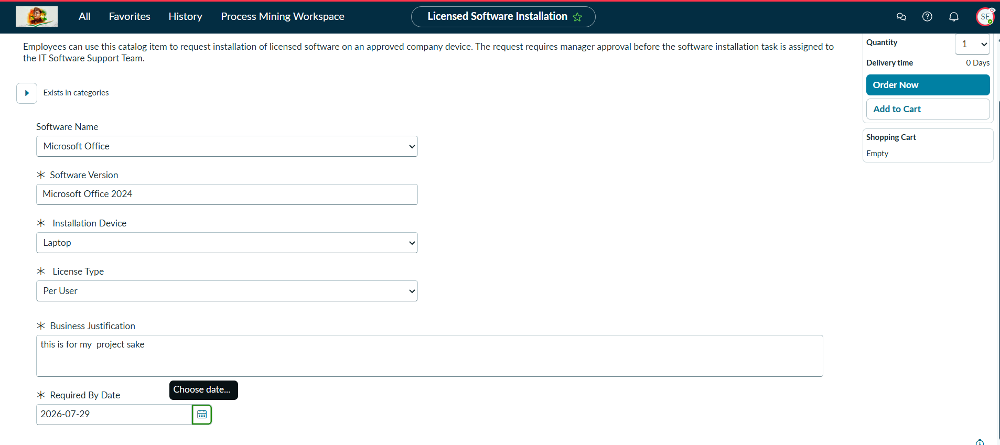 All Favorites History Process Mining Workspace Licensed Software Installation SE
Employees can use this catalog item to request installation of licensed software on an approved company device. The request requires manager approval before the software installation task is assigned to
the IT Software Support Team.
Quantity 1
Delivery time 0 Days
Order Now
Add to Cart
Shopping Cart
Empty
Exists in categories
Software Name
Microsoft Office
* Software Version
Microsoft Office 2024
* Installation Device
Laptop
* License Type
Per User
* Business Justification
this is for my  project sake
Choose date...
* Required By Date
2026-07-29